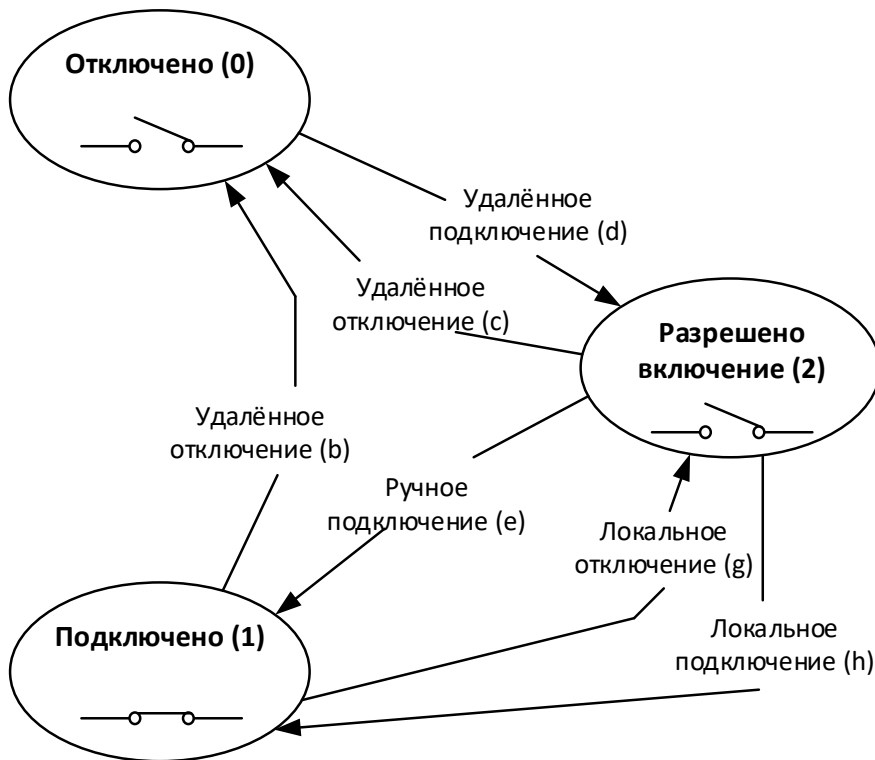 Отключено (0)
Удалённое
подключение (d)
Удалённое
отключение (c)
Разрешено
включение (2)
Удалённое
отключение (b)
Ручное
подключение (e)
Локальное
отключение (g)
Подключено (1)
Локальное
подключение (h)